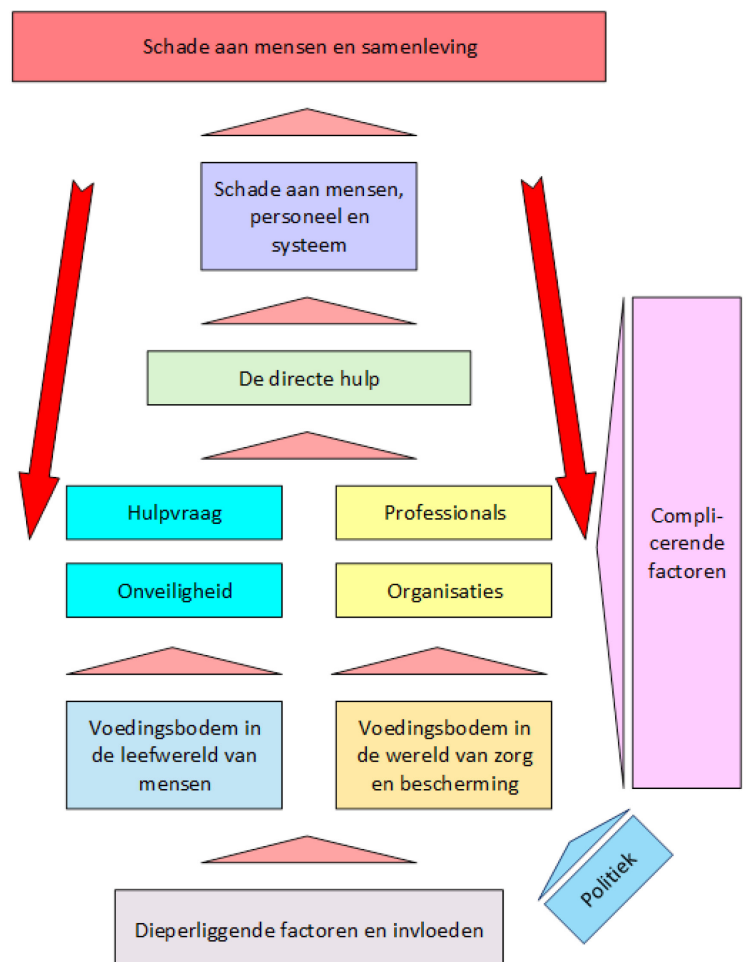 Schade aan mensen en samenleving
Schade aan mensen,
personeel en
systeem
De directe hulp
Hulpvraag
Professionals
Onveiligheid
Organisaties
Compli-
cerende
factoren
Voedingsbodem in
de leefwereld van
mensen
Voedingsbodem in
de wereld van zorg
en bescherming
Politiek
Dieperliggende factoren en invloeden